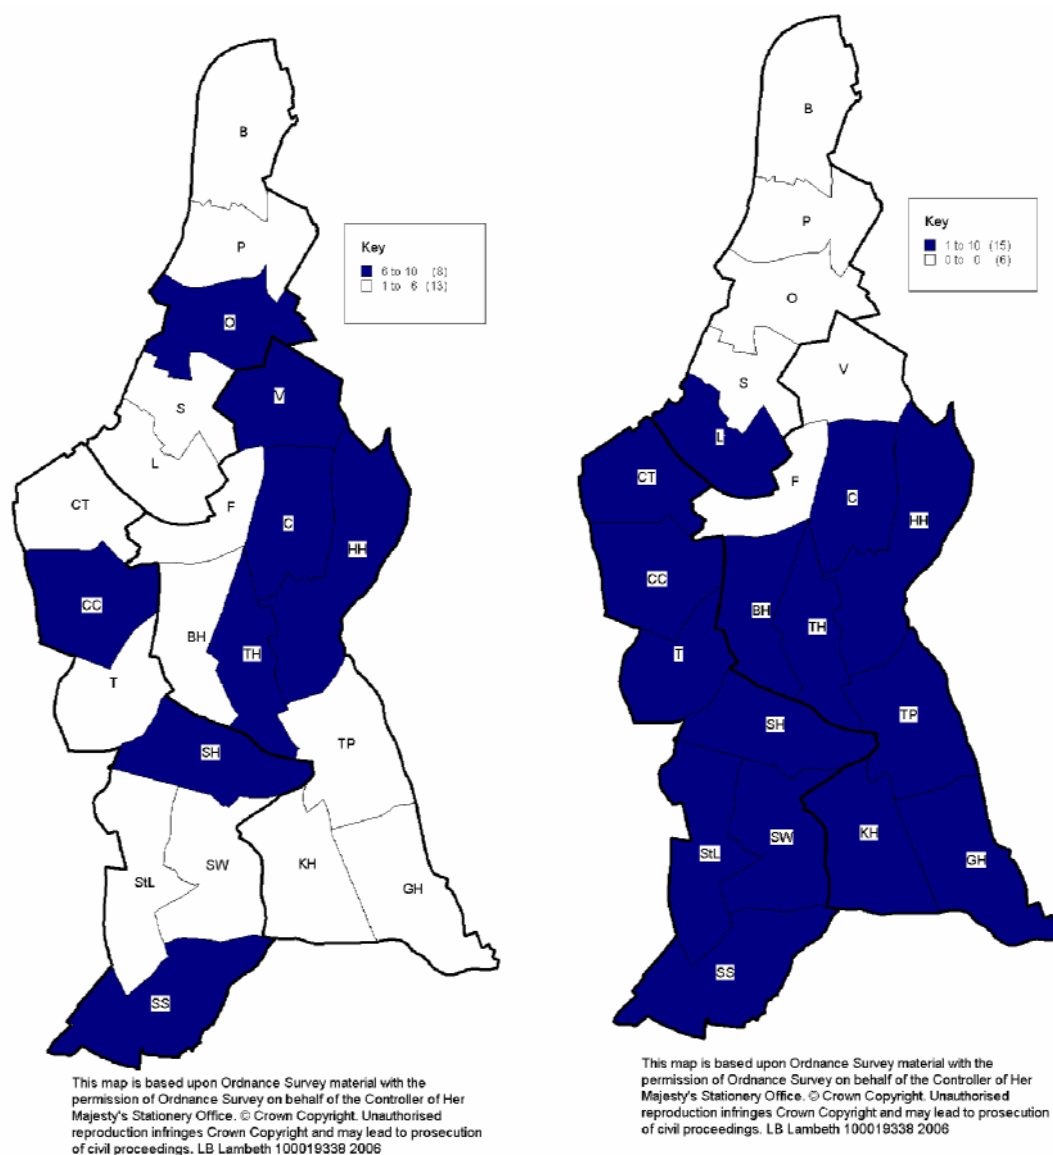 B
P
Key
6 to 10 (8)
1 to 6 (13)
O
V
S
L
CT
F
C
HH
CC
BH
TH
T
SH
TP
StL
SW
KH
GH
SS
This map is based upon Ordnance Survey material with the
permission of Ordnance Survey on behalf of the Controller of Her
Majesty's Stationery Office. © Crown Copyright. Unauthorised
reproduction infringes Crown Copyright and may lead to prosecution
of civil proceedings. LB Lambeth 100019338 2006
B
P
Key
1 to 10 (15)
0 to 0 (6)
O
V
S
L
CT
F
C
HH
CC
BH
TH
T
TP
SH
StL
SW
KH
GH
SS
This map is based upon Ordnance Survey material with the
permission of Ordnance Survey on behalf of the Controller of Her
Majesty's Stationery Office. © Crown Copyright. Unauthorised
reproduction infringes Crown Copyright and may lead to prosecution
of civil proceedings. LB Lambeth 100019338 2006